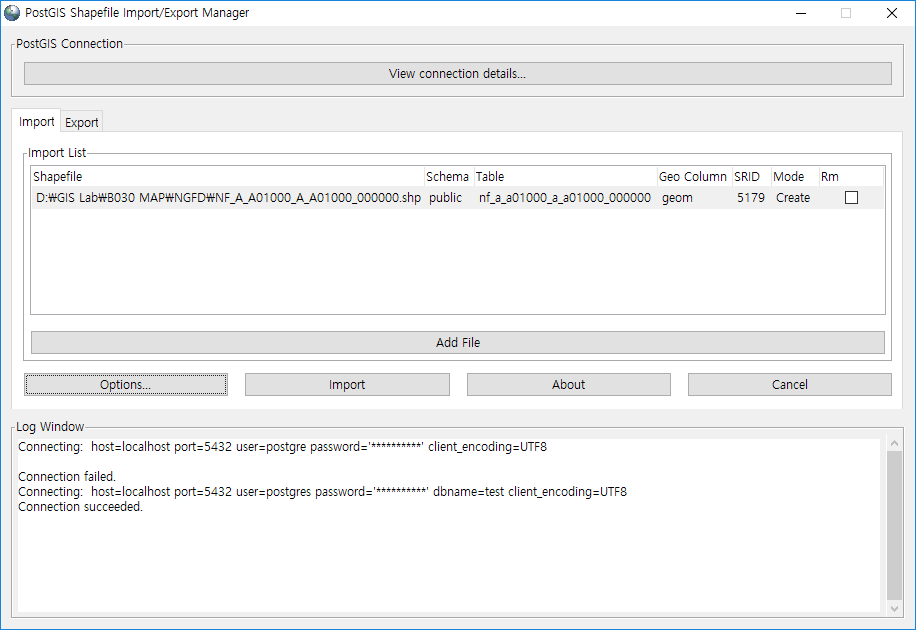 PostGIS Shapefile Import/Export Manager
PostGIS Connection
View connection details...
Import Export
Import List
Shapefile Schema Table Geo Column SRID Mode Rm
D:₩GIS Lab₩B030 MAP₩NGFD₩NF_A_A01000_A_A01000_000000.shp public nf_a_a01000_a_a01000_000000 geom 5179 Create
Add File
Options... Import About Cancel
Log Window
Connecting: host=localhost port=5432 user=postgre password='**********' client_encoding=UTF8
Connection failed.
Connecting: host=localhost port=5432 user=postgres password='**********' dbname=test client_encoding=UTF8
Connection succeeded.